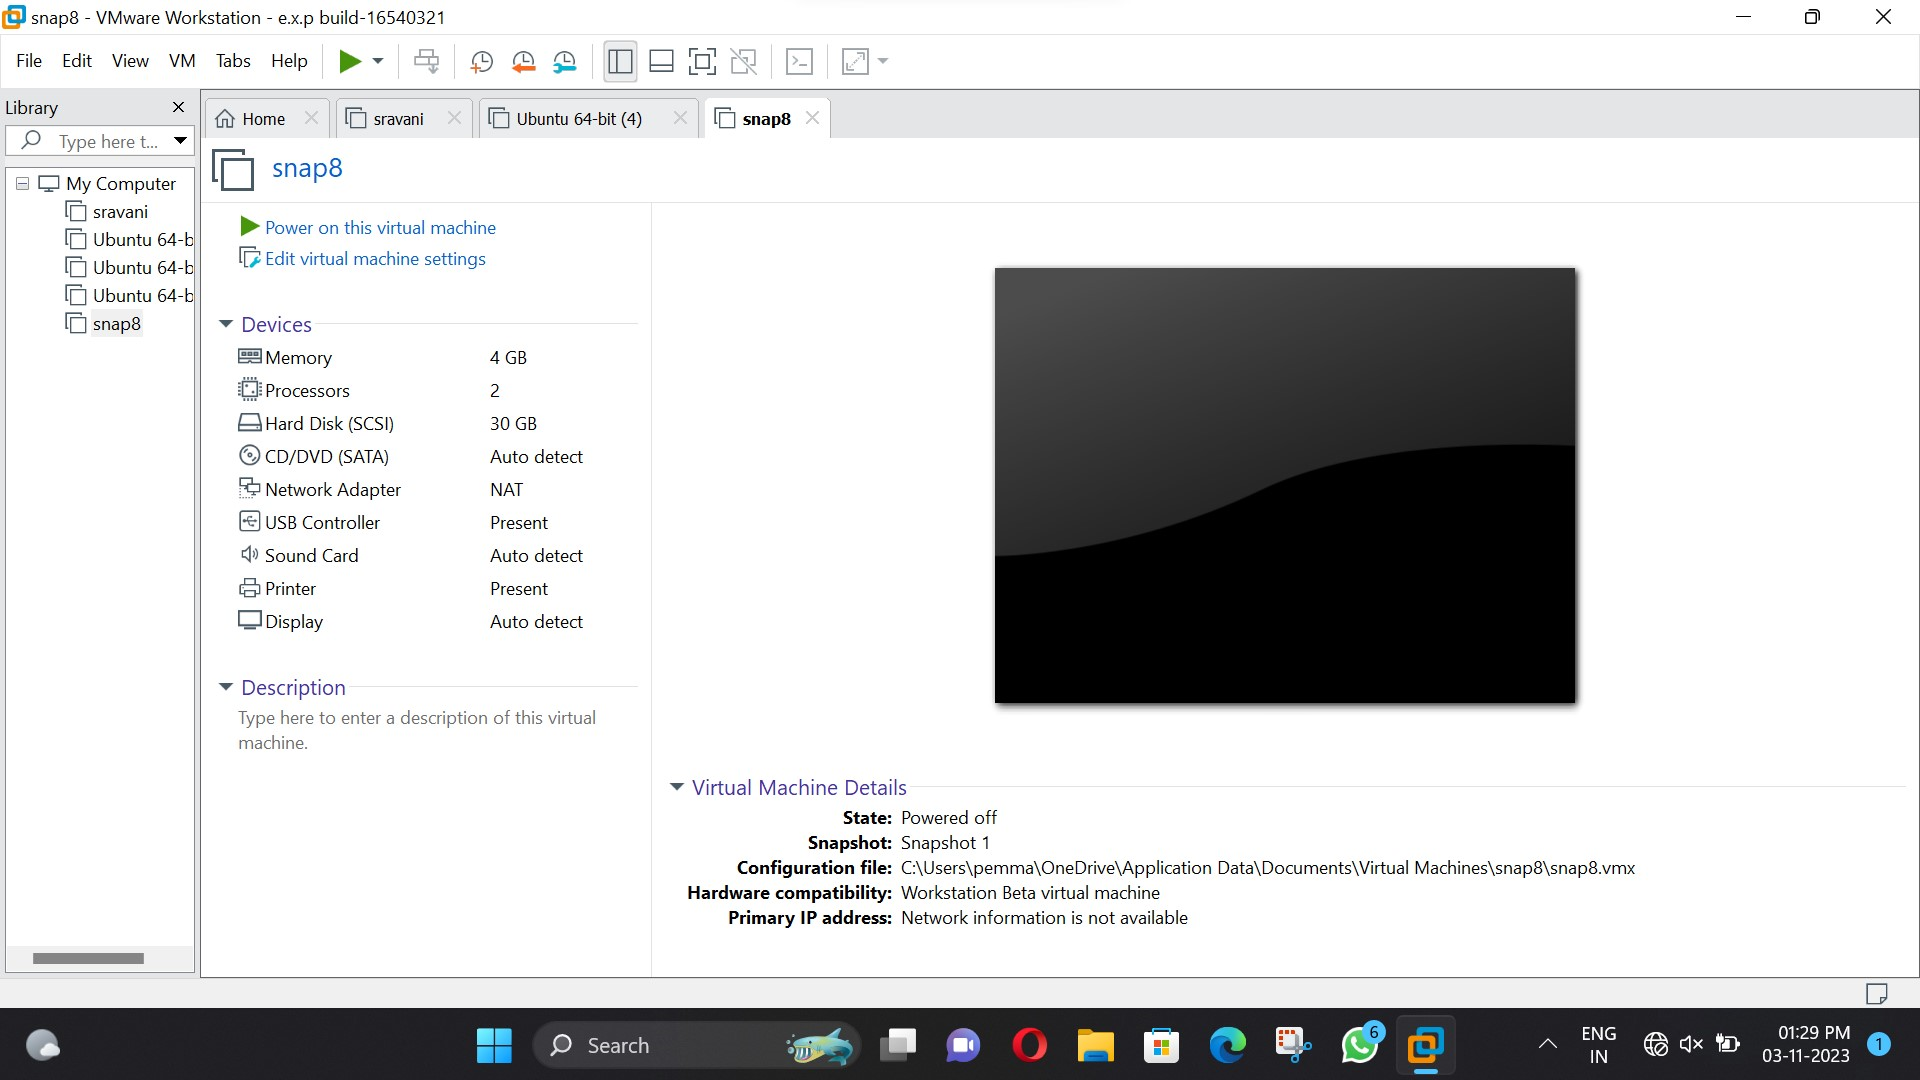 snap8 - VMware Workstation - e.x.p build-16540321
File Edit View VM Tabs Help
Library
Home
sravani
Ubuntu 64-bit (4)
snap8
Type here t...
My Computer
sravani
Ubuntu 64-b
Ubuntu 64-b
Ubuntu 64-b
snap8
snap8
Power on this virtual machine
Edit virtual machine settings
Devices
Memory 4 GB
Processors 2
Hard Disk (SCSI) 30 GB
CD/DVD (SATA) Auto detect
Network Adapter NAT
USB Controller Present
Sound Card Auto detect
Printer Present
Display Auto detect
Description
Type here to enter a description of this virtual
machine.
Virtual Machine Details
State: Powered off
Snapshot: Snapshot 1
Configuration file: C:\Users\pemma\OneDrive\Application Data\Documents\Virtual Machines\snap8\snap8.vmx
Hardware compatibility: Workstation Beta virtual machine
Primary IP address: Network information is not available
Search
6
ENG
IN
01:29 PM
03-11-2023
1